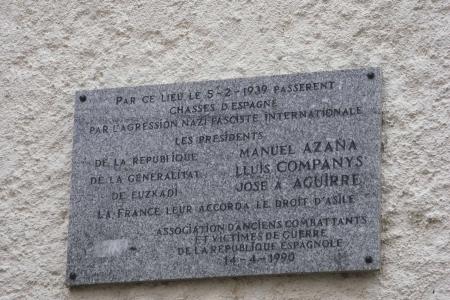 PAR CE LIEU LE 5-2-1939 PASSERENT
CHASSES D'ESPAGNE
PAR L'AGRESSION NAZI FASCISTE INTERNATIONALE
LES PRÉSIDENTS
DE LA REPUBLIQUE MANUEL AZAÑA
DE LA GENERALITAT LLUIS COMPANYS
DE EUZKADI JOSE A AGUIRRE
LA FRANCE LEUR ACCORDA LE DROIT D'ASILE
ASSOCIATION D'ANCIENS COMBATTANTS
ET VICTIMES DE GUERRE
DE LA REPUBLIQUE ESPAGNOLE
14-4-1990